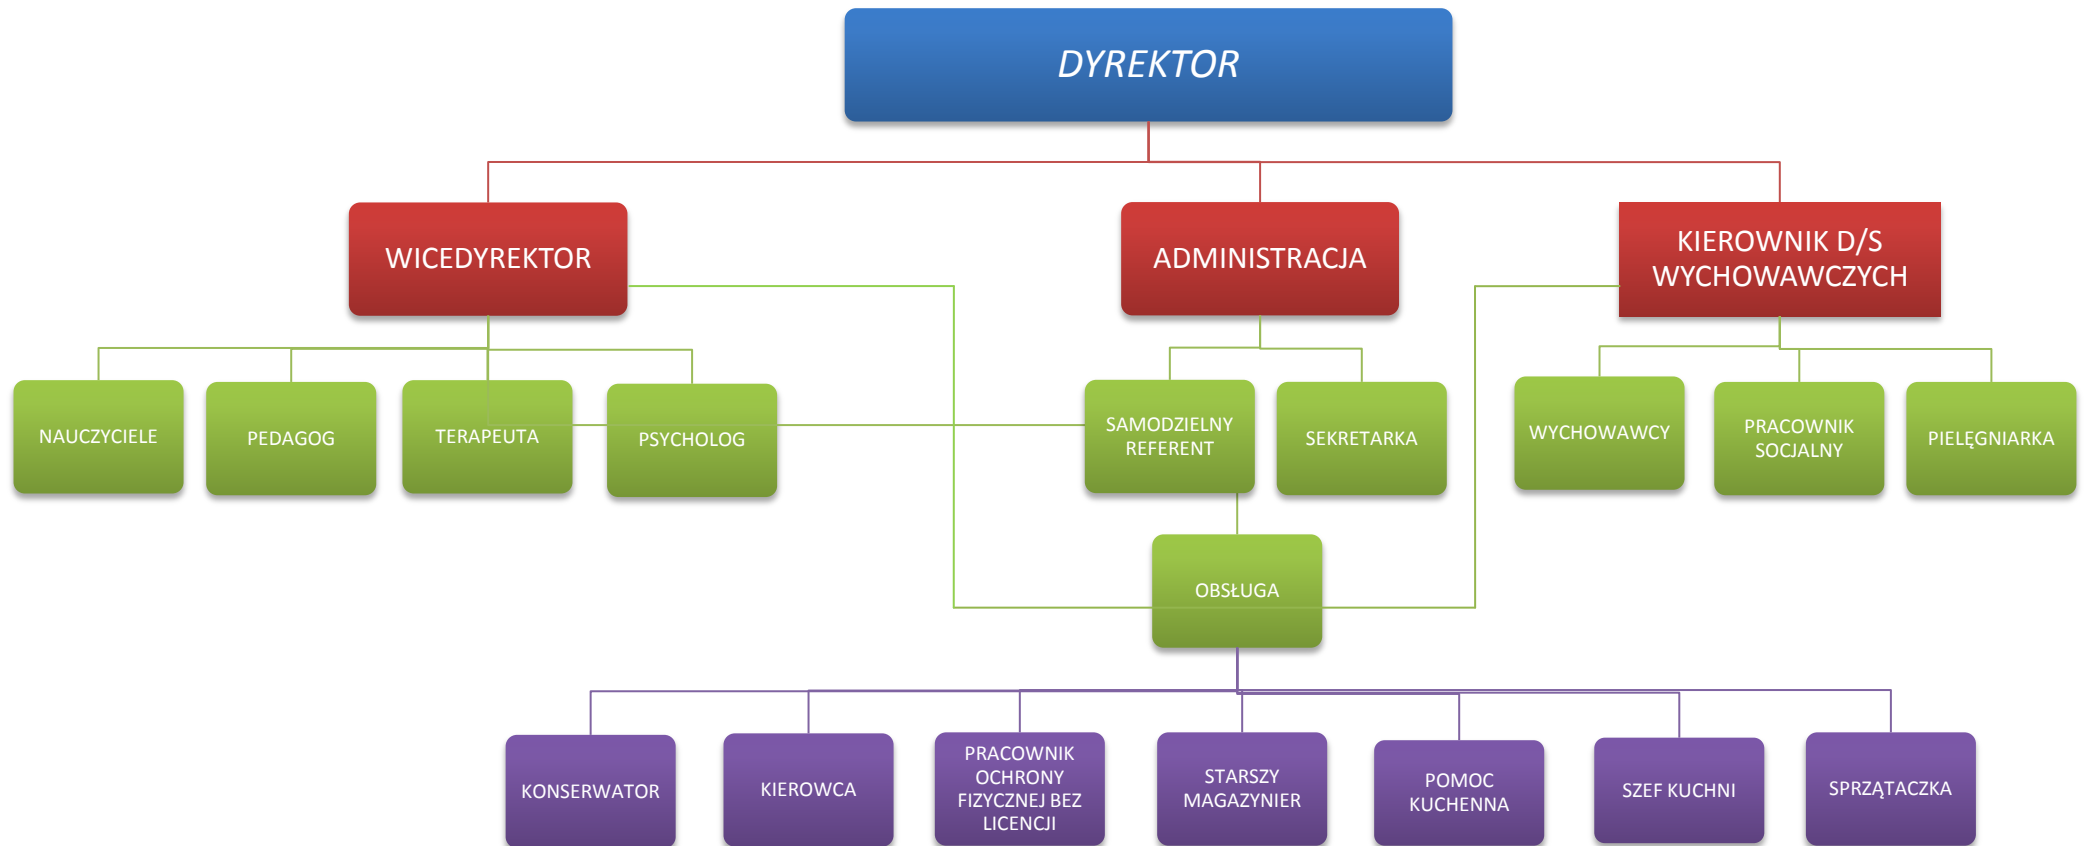 DYREKTOR
WICEDYREKTOR
ADMINISTRACJA
KIEROWNIK D/S
WYCHOWAWCZYCH
NAUCZYCIELE
PEDAGOG
TERAPEUTA
PSYCHOLOG
SAMODZIELNY
REFERENT
SEKRETARKA
WYCHOWAWCY
PRACOWNIK
SOCJALNY
PIELĘGNIARKA
OBSŁUGA
KONSERWATOR
KIEROWCA
PRACOWNIK
OCHRONY
FIZYCZNEJ BEZ
LICENCJI
STARSZY
MAGAZYNIER
POMOC
KUCHENNA
SZEF KUCHNI
SPRZĄTACZKA